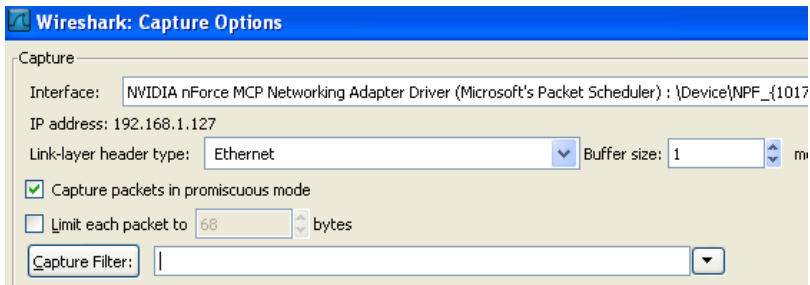 Wireshark: Capture Options
Capture
Interface: NVIDIA nForce MCP Networking Adapter Driver (Microsoft's Packet Scheduler) : \Device\NPF_{1017
IP address: 192.168.1.127
Link-layer header type: Ethernet Buffer size: 1
Capture packets in promiscuous mode
Limit each packet to 68 bytes
Capture Filter: